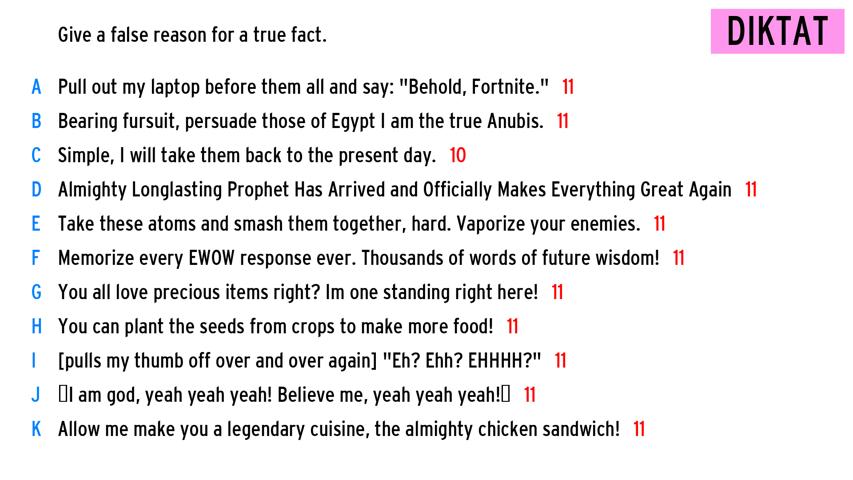 Give a false reason for a true fact.
DIKTAT
A Pull out my laptop before them all and say: "Behold, Fortnite." 11
B Bearing fursuit, persuade those of Egypt I am the true Anubis. 11
C Simple, I will take them back to the present day. 10
D Almighty Longlasting Prophet Has Arrived and Officially Makes Everything Great Again 11
E Take these atoms and smash them together, hard. Vaporize your enemies. 11
F Memorize every EWOW response ever. Thousands of words of future wisdom! 11
G You all love precious items right? Im one standing right here! 11
H You can plant the seeds from crops to make more food! 11
I [pulls my thumb off over and over again] "Eh? Ehh? EHHHH?" 11
J ▯I am god, yeah yeah yeah! Believe me, yeah yeah yeah!▯ 11
K Allow me make you a legendary cuisine, the almighty chicken sandwich! 11